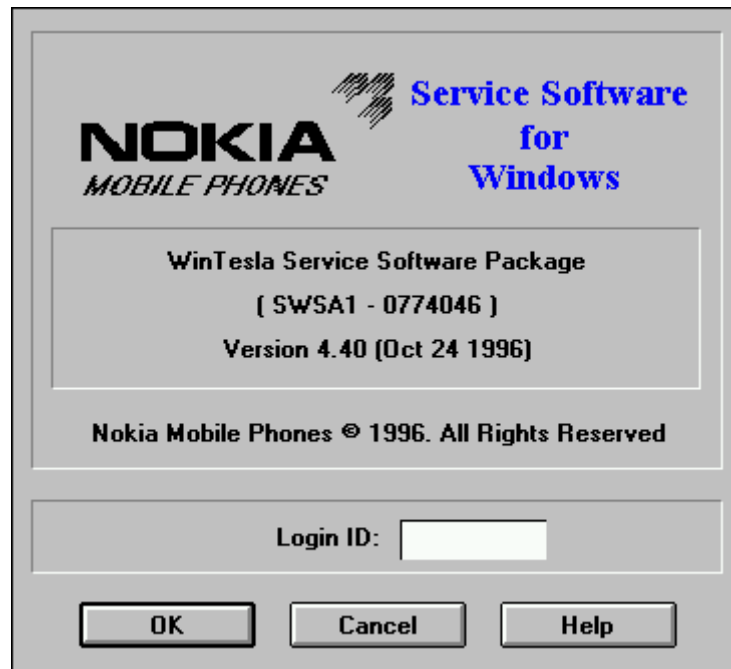 NOKIA
MOBILE PHONES
Service Software
for
Windows
WinTesla Service Software Package
( SWSA1 - 0774046 )
Version 4.40 (Oct 24 1996)
Nokia Mobile Phones © 1996. All Rights Reserved
Login ID:
OK
Cancel
Help